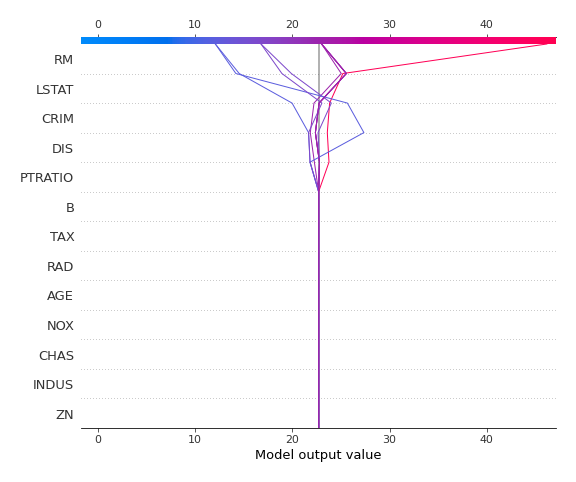 0 10 20 30 40
RM
LSTAT
CRIM
DIS
PTRATIO
B
TAX
RAD
AGE
NOX
CHAS
INDUS
ZN
0 10 20 30 40
Model output value